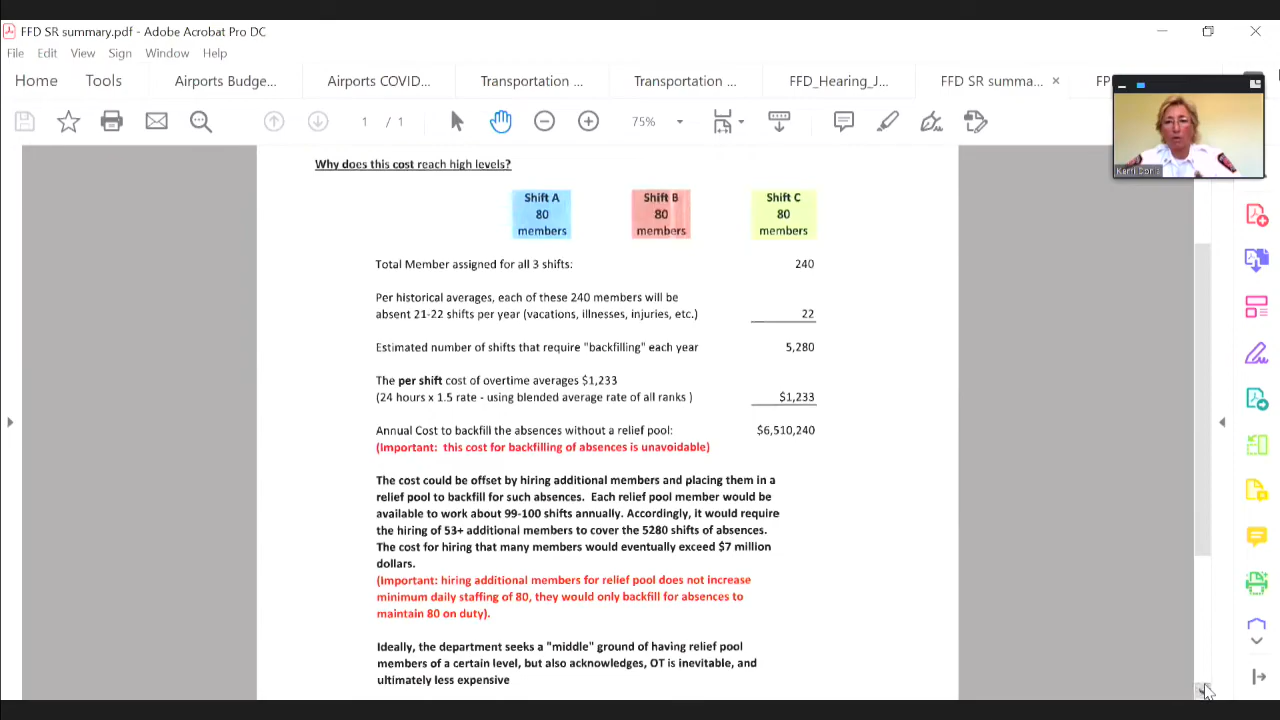 FFD SR summary.pdf - Adobe Acrobat Pro DC
File Edit View Sign Window Help
Home Tools Airports Budge... Airports COVID... Transportation ... Transportation ... FFD_Hearing_J... FFD SR summa... × FP
1 / 1 75%
Why does this cost reach high levels?
Shift A Shift B Shift C
80 80 80
members members members
Total Member assigned for all 3 shifts: 240
Per historical averages, each of these 240 members will be
absent 21-22 shifts per year (vacations, illnesses, injuries, etc.) 22
Estimated number of shifts that require "backfilling" each year 5,280
The per shift cost of overtime averages $1,233
(24 hours x 1.5 rate - using blended average rate of all ranks ) $1,233
Annual Cost to backfill the absences without a relief pool: $6,510,240
(Important: this cost for backfilling of absences is unavoidable)
The cost could be offset by hiring additional members and placing them in a
relief pool to backfill for such absences. Each relief pool member would be
available to work about 99-100 shifts annually. Accordingly, it would require
the hiring of 53+ additional members to cover the 5280 shifts of absences.
The cost for hiring that many members would eventually exceed $7 million
dollars.
(Important: hiring additional members for relief pool does not increase
minimum daily staffing of 80, they would only backfill for absences to
maintain 80 on duty).
Ideally, the department seeks a "middle" ground of having relief pool
members of a certain level, but also acknowledges, OT is inevitable, and
ultimately less expensive